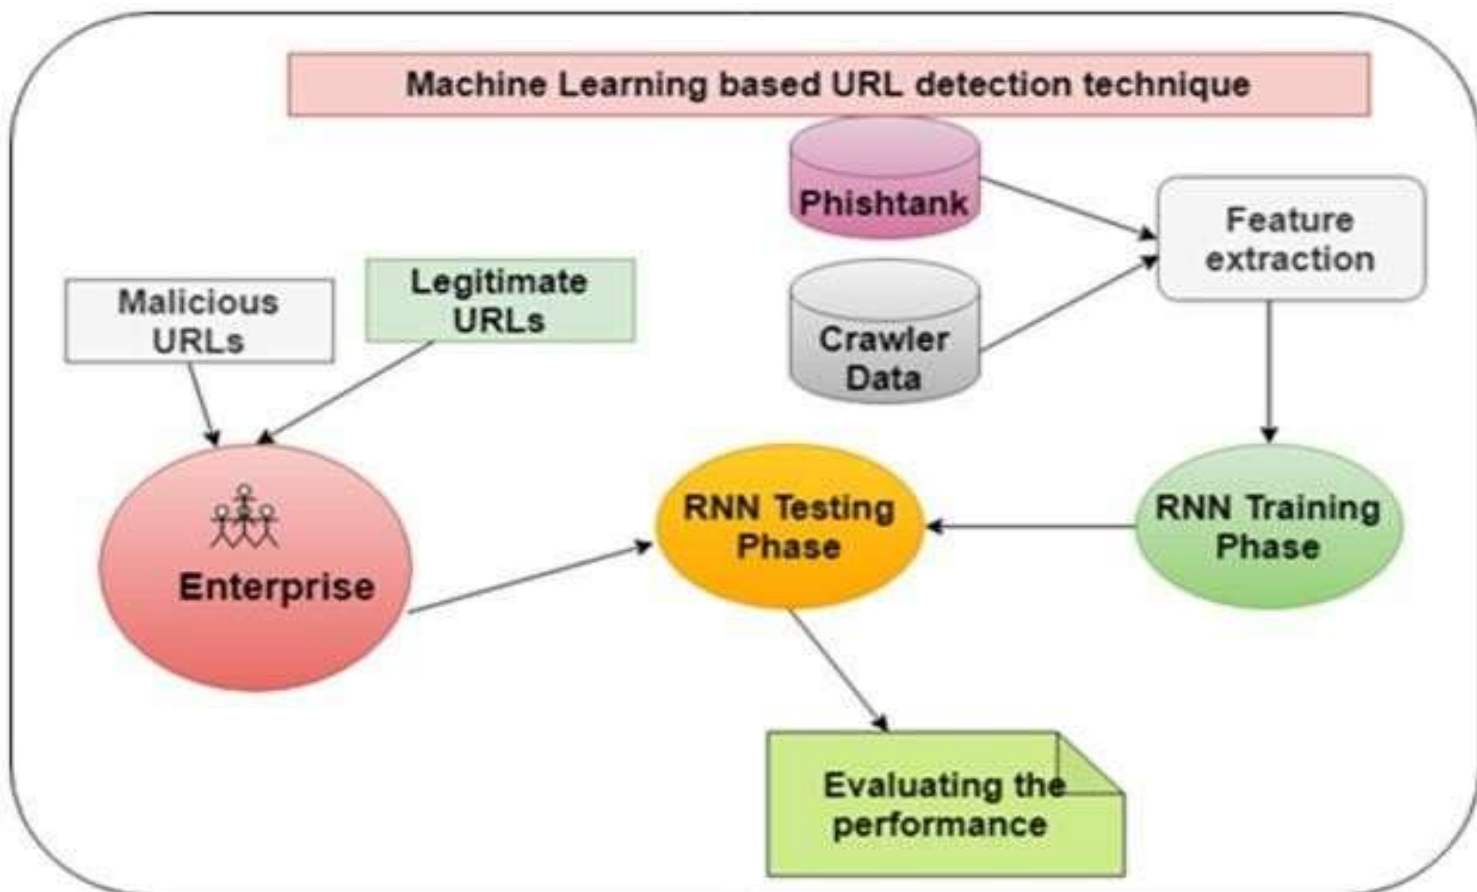 Machine Learning based URL detection technique
Phishtank
Feature
extraction
Legitimate
URLs
Malicious
URLs
Crawler
Data
RNN Testing
Phase
RNN Training
Phase
Enterprise
Evaluating the
performance